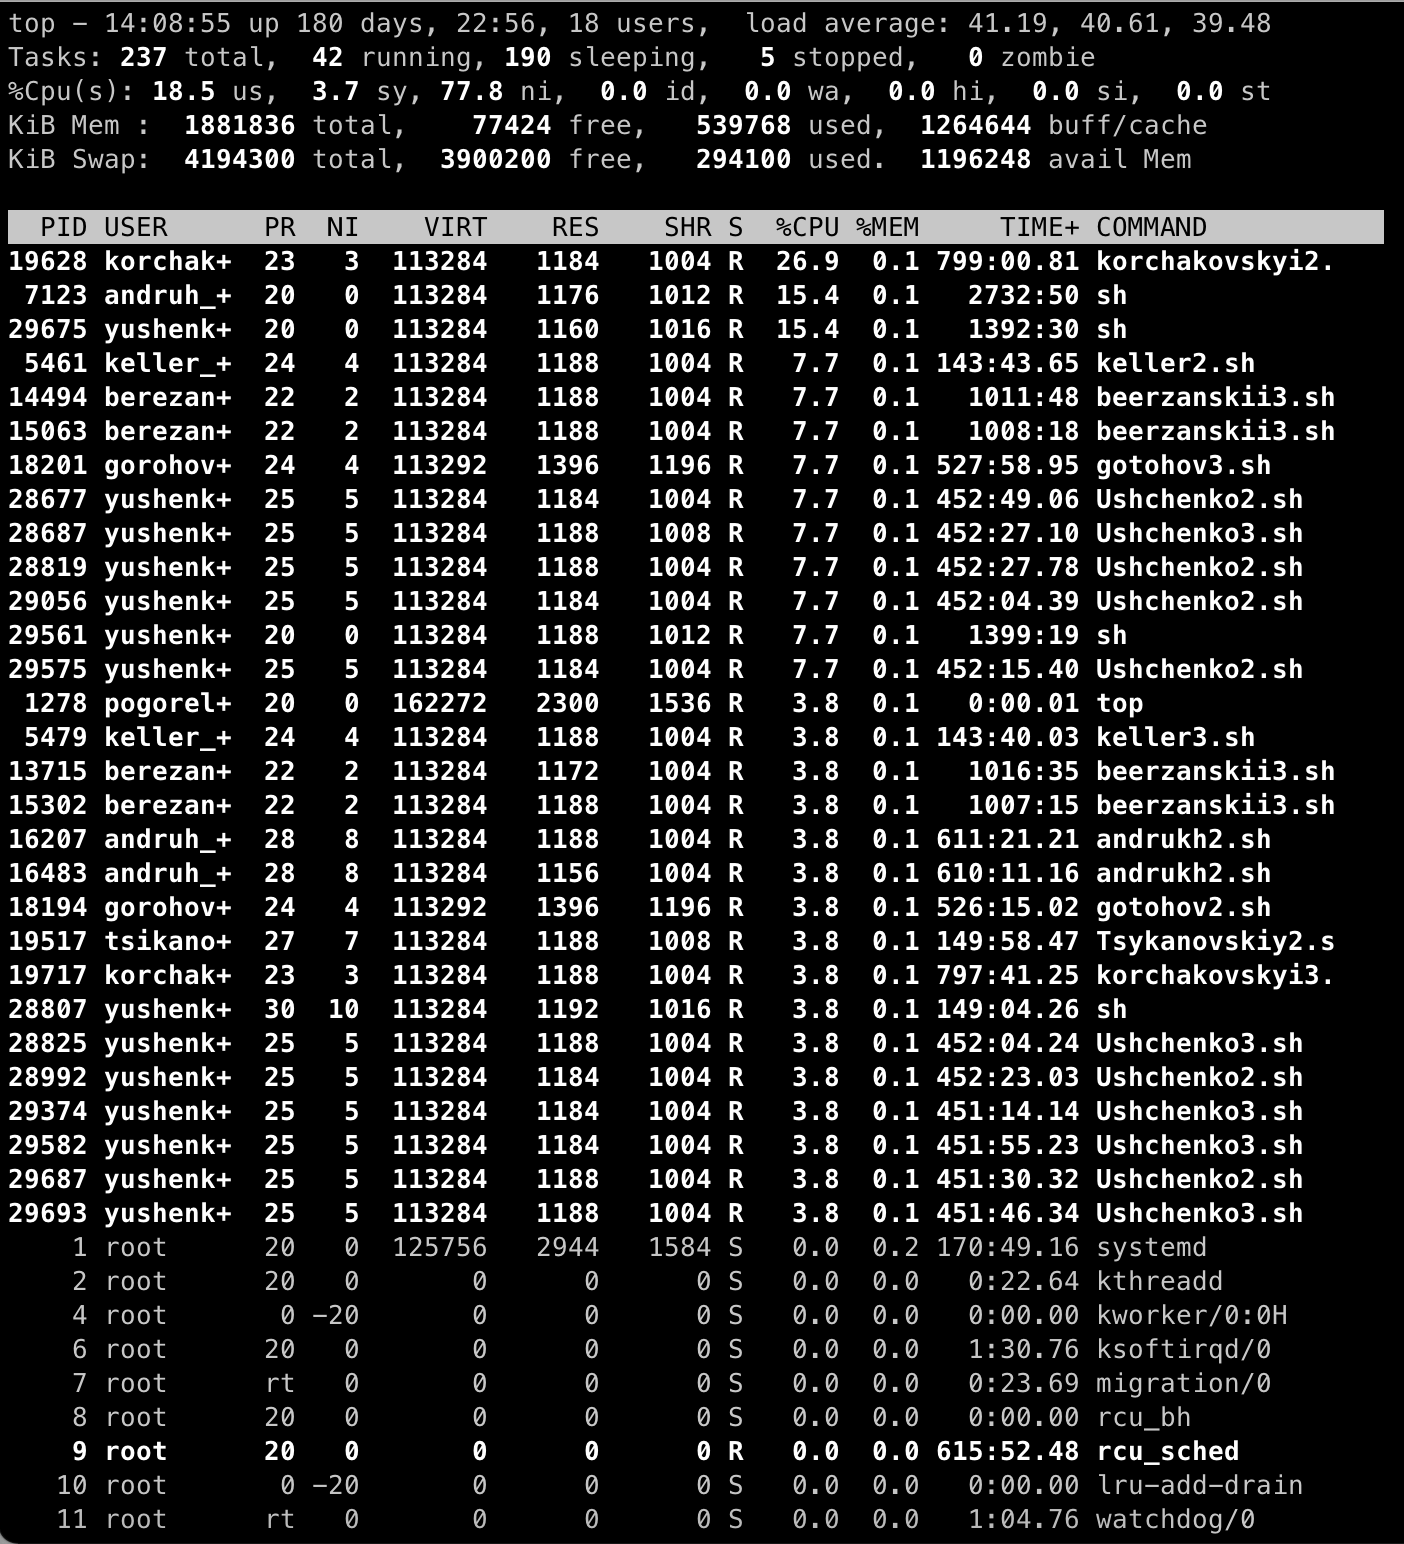 top - 14:08:55 up 180 days, 22:56, 18 users,  load average: 41.19, 40.61, 39.48
Tasks: 237 total,  42 running, 190 sleeping,   5 stopped,   0 zombie
%Cpu(s): 18.5 us,  3.7 sy, 77.8 ni,  0.0 id,  0.0 wa,  0.0 hi,  0.0 si,  0.0 st
KiB Mem :  1881836 total,    77424 free,   539768 used,  1264644 buff/cache
KiB Swap:  4194300 total,  3900200 free,   294100 used.  1196248 avail Mem
  PID USER      PR  NI    VIRT    RES    SHR S  %CPU %MEM     TIME+ COMMAND
19628 korchak+  23   3  113284   1184   1004 R  26.9  0.1 799:00.81 korchakovskyi2.
 7123 andruh_+  20   0  113284   1176   1012 R  15.4  0.1   2732:50 sh
29675 yushenk+  20   0  113284   1160   1016 R  15.4  0.1   1392:30 sh
 5461 keller_+  24   4  113284   1188   1004 R   7.7  0.1 143:43.65 keller2.sh
14494 berezan+  22   2  113284   1188   1004 R   7.7  0.1   1011:48 beerzanskii3.sh
15063 berezan+  22   2  113284   1188   1004 R   7.7  0.1   1008:18 beerzanskii3.sh
18201 gorohov+  24   4  113292   1396   1196 R   7.7  0.1 527:58.95 gotohov3.sh
28677 yushenk+  25   5  113284   1184   1004 R   7.7  0.1 452:49.06 Ushchenko2.sh
28687 yushenk+  25   5  113284   1188   1008 R   7.7  0.1 452:27.10 Ushchenko3.sh
28819 yushenk+  25   5  113284   1188   1004 R   7.7  0.1 452:27.78 Ushchenko2.sh
29056 yushenk+  25   5  113284   1184   1004 R   7.7  0.1 452:04.39 Ushchenko2.sh
29561 yushenk+  20   0  113284   1188   1012 R   7.7  0.1   1399:19 sh
29575 yushenk+  25   5  113284   1184   1004 R   7.7  0.1 452:15.40 Ushchenko2.sh
 1278 pogorel+  20   0  162272   2300   1536 R   3.8  0.1   0:00.01 top
 5479 keller_+  24   4  113284   1188   1004 R   3.8  0.1 143:40.03 keller3.sh
13715 berezan+  22   2  113284   1172   1004 R   3.8  0.1   1016:35 beerzanskii3.sh
15302 berezan+  22   2  113284   1188   1004 R   3.8  0.1   1007:15 beerzanskii3.sh
16207 andruh_+  28   8  113284   1188   1004 R   3.8  0.1 611:21.21 andrukh2.sh
16483 andruh_+  28   8  113284   1156   1004 R   3.8  0.1 610:11.16 andrukh2.sh
18194 gorohov+  24   4  113292   1396   1196 R   3.8  0.1 526:15.02 gotohov2.sh
19517 tsikano+  27   7  113284   1188   1008 R   3.8  0.1 149:58.47 Tsykanovskiy2.s
19717 korchak+  23   3  113284   1188   1004 R   3.8  0.1 797:41.25 korchakovskyi3.
28807 yushenk+  30  10  113284   1192   1016 R   3.8  0.1 149:04.26 sh
28825 yushenk+  25   5  113284   1188   1004 R   3.8  0.1 452:04.24 Ushchenko3.sh
28992 yushenk+  25   5  113284   1184   1004 R   3.8  0.1 452:23.03 Ushchenko2.sh
29374 yushenk+  25   5  113284   1184   1004 R   3.8  0.1 451:14.14 Ushchenko3.sh
29582 yushenk+  25   5  113284   1184   1004 R   3.8  0.1 451:55.23 Ushchenko3.sh
29687 yushenk+  25   5  113284   1188   1004 R   3.8  0.1 451:30.32 Ushchenko2.sh
29693 yushenk+  25   5  113284   1188   1004 R   3.8  0.1 451:46.34 Ushchenko3.sh
    1 root      20   0  125756   2944   1584 S   0.0  0.2 170:49.16 systemd
    2 root      20   0       0      0      0 S   0.0  0.0   0:22.64 kthreadd
    4 root       0 -20       0      0      0 S   0.0  0.0   0:00.00 kworker/0:0H
    6 root      20   0       0      0      0 S   0.0  0.0   1:30.76 ksoftirqd/0
    7 root      rt   0       0      0      0 S   0.0  0.0   0:23.69 migration/0
    8 root      20   0       0      0      0 S   0.0  0.0   0:00.00 rcu_bh
    9 root      20   0       0      0      0 R   0.0  0.0 615:52.48 rcu_sched
   10 root       0 -20       0      0      0 S   0.0  0.0   0:00.00 lru-add-drain
   11 root      rt   0       0      0      0 S   0.0  0.0   1:04.76 watchdog/0